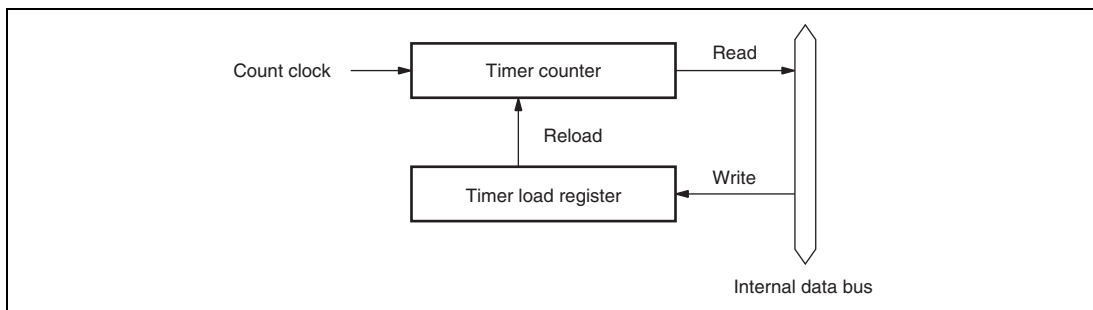 Read
Count clock
Timer counter
Reload
Write
Timer load register
Internal data bus